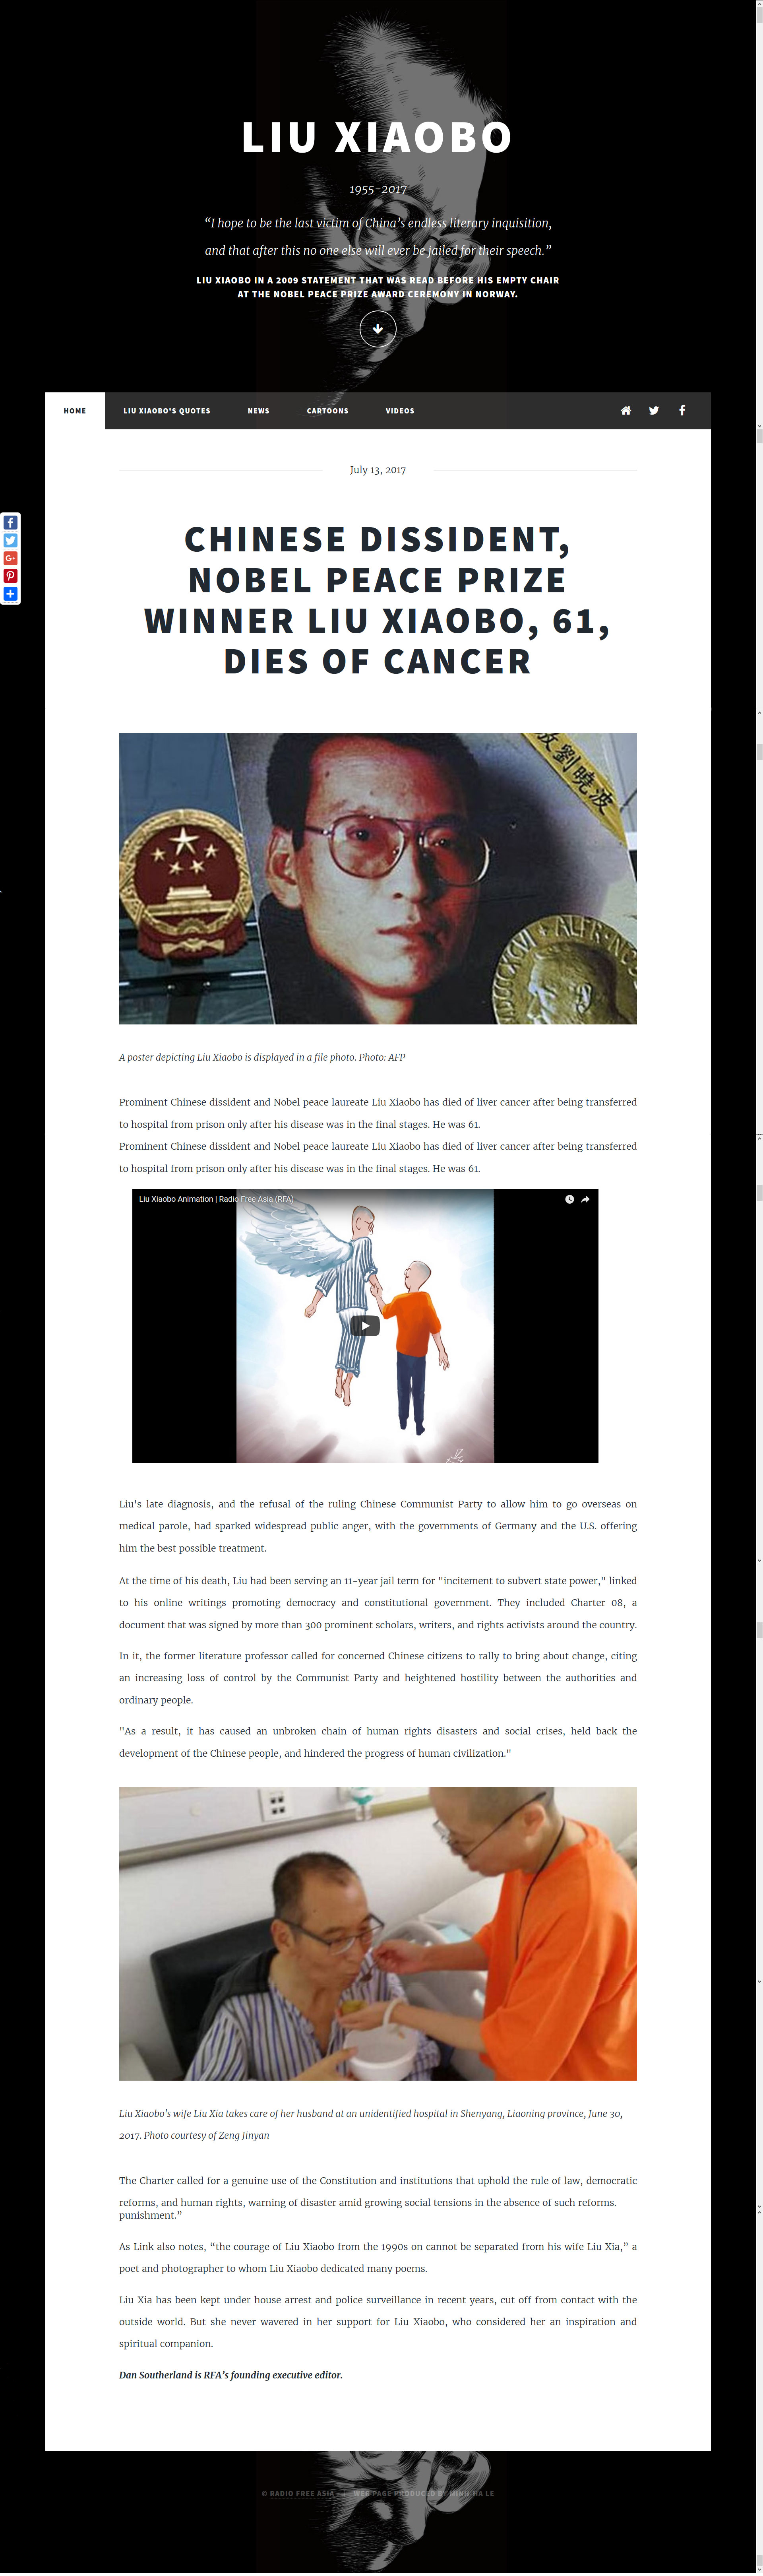 LIU XIAOBO
1955-2017
“I hope to be the last victim of China’s endless literary inquisition,
and that after this no one else will ever be jailed for their speech.”
LIU XIAOBO IN A 2009 STATEMENT THAT WAS READ BEFORE HIS EMPTY CHAIR
AT THE NOBEL PEACE PRIZE AWARD CEREMONY IN NORWAY.
HOME LIU XIAOBO'S QUOTES NEWS CARTOONS VIDEOS
July 13, 2017
CHINESE DISSIDENT,
NOBEL PEACE PRIZE
WINNER LIU XIAOBO, 61,
DIES OF CANCER
劉曉波
ALFR
A poster depicting Liu Xiaobo is displayed in a file photo. Photo: AFP
Prominent Chinese dissident and Nobel peace laureate Liu Xiaobo has died of liver cancer after being transferred
to hospital from prison only after his disease was in the final stages. He was 61.
Prominent Chinese dissident and Nobel peace laureate Liu Xiaobo has died of liver cancer after being transferred
to hospital from prison only after his disease was in the final stages. He was 61.
Liu Xiaobo Animation | Radio Free Asia (RFA)
Liu's late diagnosis, and the refusal of the ruling Chinese Communist Party to allow him to go overseas on
medical parole, had sparked widespread public anger, with the governments of Germany and the U.S. offering
him the best possible treatment.
At the time of his death, Liu had been serving an 11-year jail term for "incitement to subvert state power," linked
to his online writings promoting democracy and constitutional government. They included Charter 08, a
document that was signed by more than 300 prominent scholars, writers, and rights activists around the country.
In it, the former literature professor called for concerned Chinese citizens to rally to bring about change, citing
an increasing loss of control by the Communist Party and heightened hostility between the authorities and
ordinary people.
"As a result, it has caused an unbroken chain of human rights disasters and social crises, held back the
development of the Chinese people, and hindered the progress of human civilization."
Liu Xiaobo's wife Liu Xia takes care of her husband at an unidentified hospital in Shenyang, Liaoning province, June 30,
2017. Photo courtesy of Zeng Jinyan
The Charter called for a genuine use of the Constitution and institutions that uphold the rule of law, democratic
reforms, and human rights, warning of disaster amid growing social tensions in the absence of such reforms.
punishment.”
As Link also notes, “the courage of Liu Xiaobo from the 1990s on cannot be separated from his wife Liu Xia,” a
poet and photographer to whom Liu Xiaobo dedicated many poems.
Liu Xia has been kept under house arrest and police surveillance in recent years, cut off from contact with the
outside world. But she never wavered in her support for Liu Xiaobo, who considered her an inspiration and
spiritual companion.
Dan Southerland is RFA’s founding executive editor.
© RADIO FREE ASIA WEB PAGE PRODUCED BY MINH-HA LE